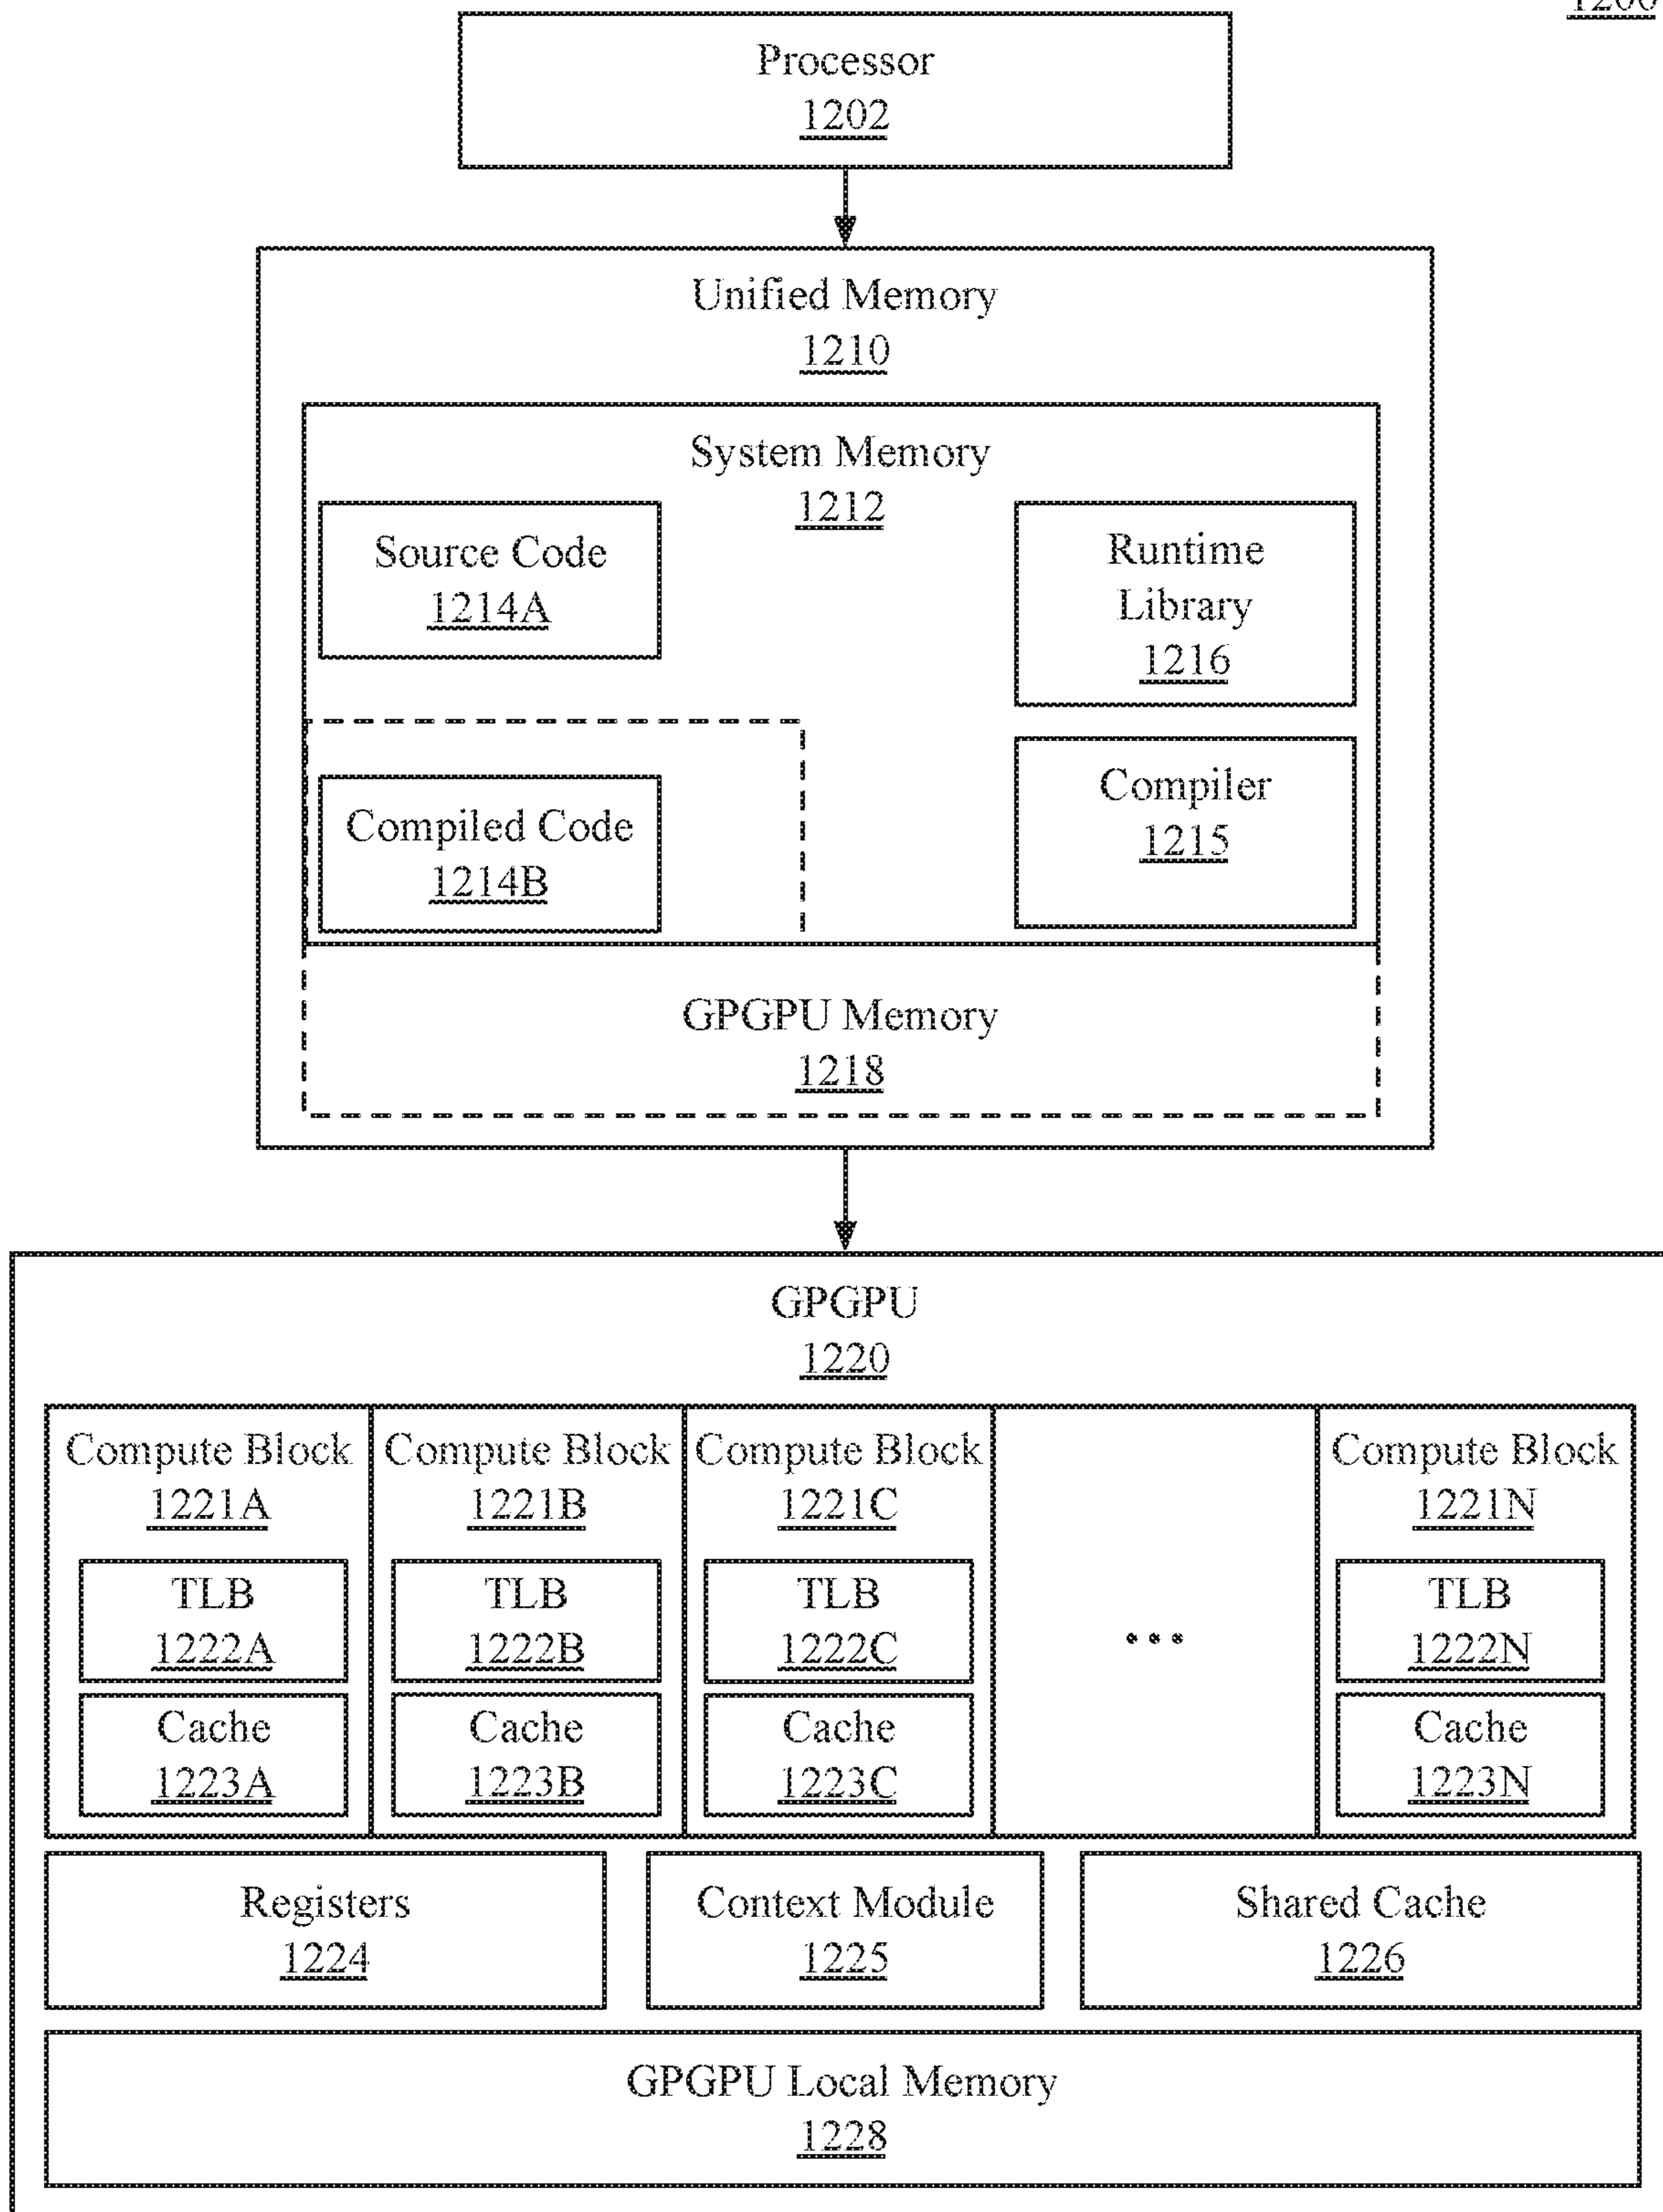 1200
Processor
1202
Unified Memory
1210
System Memory
1212
Source Code
1214A
Runtime
Library
1216
Compiled Code
1214B
Compiler
1215
GPGPU Memory
1218
GPGPU
1220
Compute Block
1221A
TLB
1222A
Cache
1223A
Compute Block
1221B
TLB
1222B
Cache
1223B
Compute Block
1221C
TLB
1222C
Cache
1223C
...
Compute Block
1221N
TLB
1222N
Cache
1223N
Registers
1224
Context Module
1225
Shared Cache
1226
GPGPU Local Memory
1228